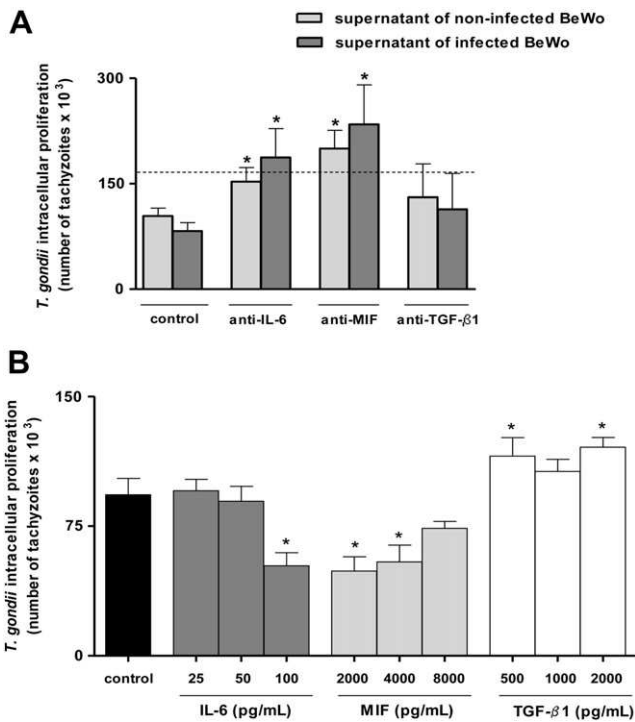 A
supernatant of non-infected BeWo
supernatant of infected BeWo
T. gondii intracellular proliferation
(number of tachyzoites x 10³)
300
150
0
* * * *
control anti-IL-6 anti-MIF anti-TGF-β1
B
T. gondii intracellular proliferation
(number of tachyzoites x 10³)
150
75
0
* * * * *
control 25 50 100 2000 4000 8000 500 1000 2000
IL-6 (pg/mL) MIF (pg/mL) TGF-β1 (pg/mL)